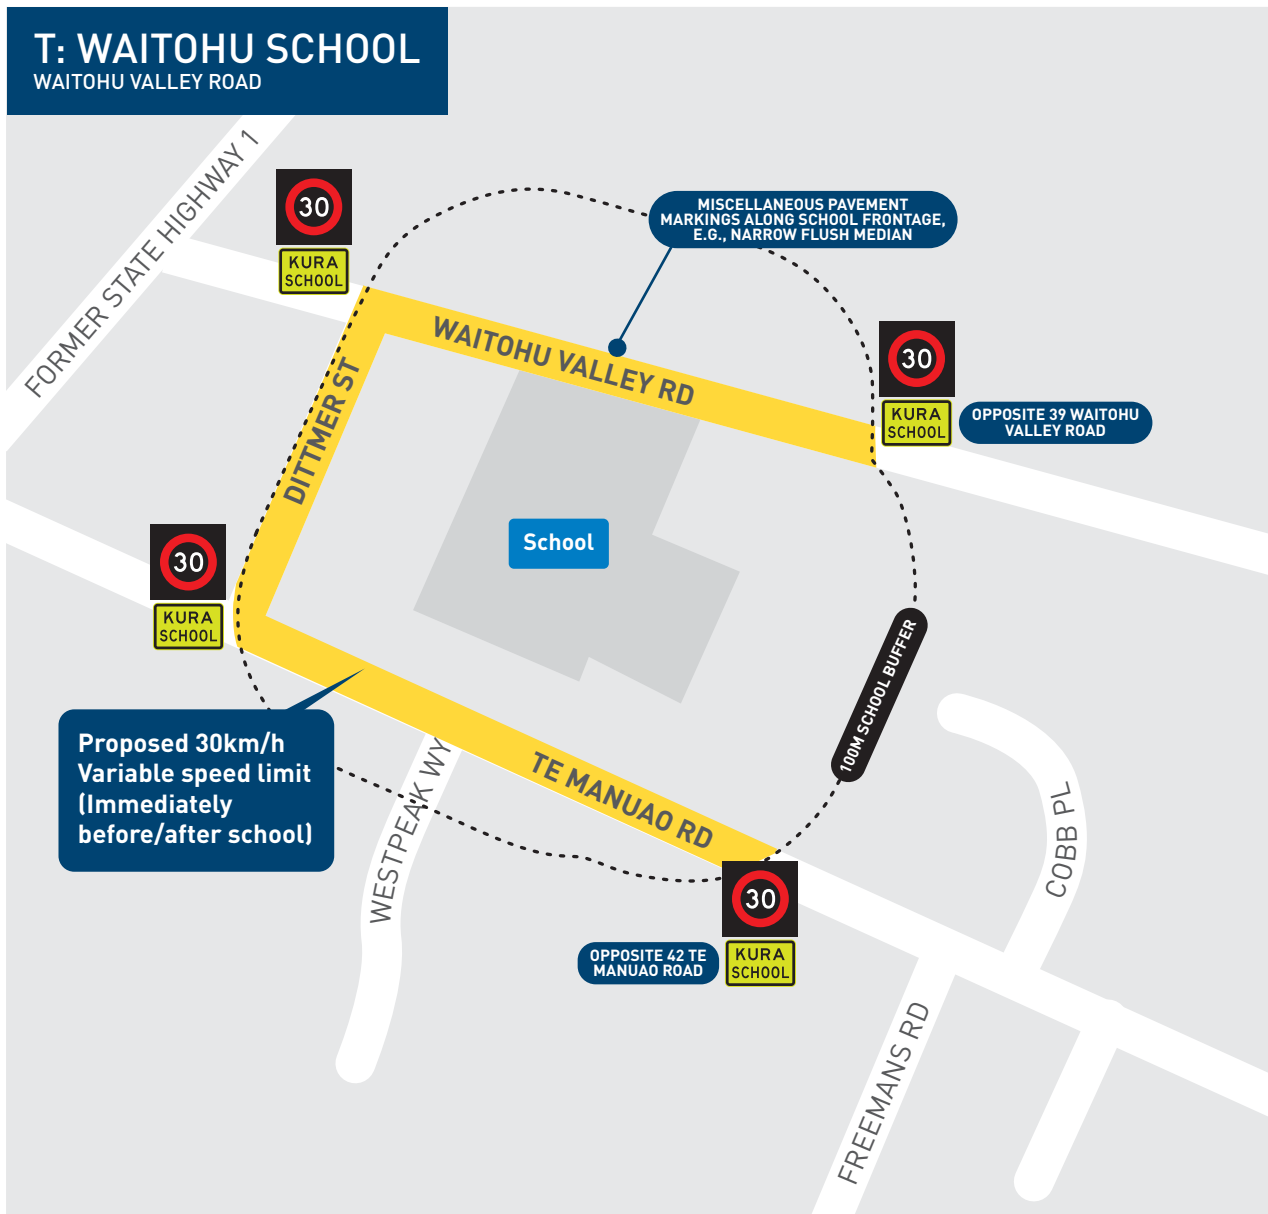 T: WAITOHU SCHOOL
WAITOHU VALLEY ROAD
FORMER STATE HIGHWAY 1
30
KURA
SCHOOL
MISCELLANEOUS PAVEMENT
MARKINGS ALONG SCHOOL FRONTAGE,
E.G., NARROW FLUSH MEDIAN
WAITOHU VALLEY RD
30
KURA
SCHOOL
OPPOSITE 39 WAITOHU
VALLEY ROAD
DITTMER ST
School
30
KURA
SCHOOL
100M SCHOOL BUFFER
Proposed 30km/h
Variable speed limit
(Immediately
before/after school)
WESTPEAK WY
TE MANUAO RD
COBB PL
30
KURA
SCHOOL
OPPOSITE 42 TE
MANUAO ROAD
FREEMANS RD